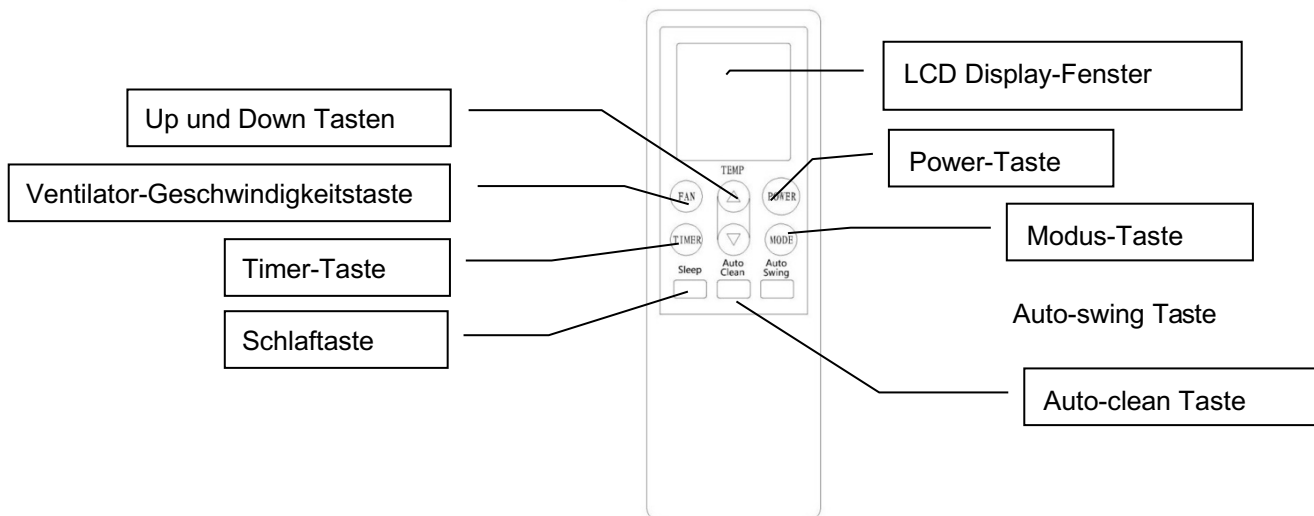 LCD Display-Fenster
Up und Down Tasten
Power-Taste
Ventilator-Geschwindigkeitstaste
Modus-Taste
Timer-Taste
Auto-swing Taste
Schlaftaste
Auto-clean Taste
TEMP
FAN
POWER
TIMER
MODE
Sleep
Auto
Clean
Auto
Swing